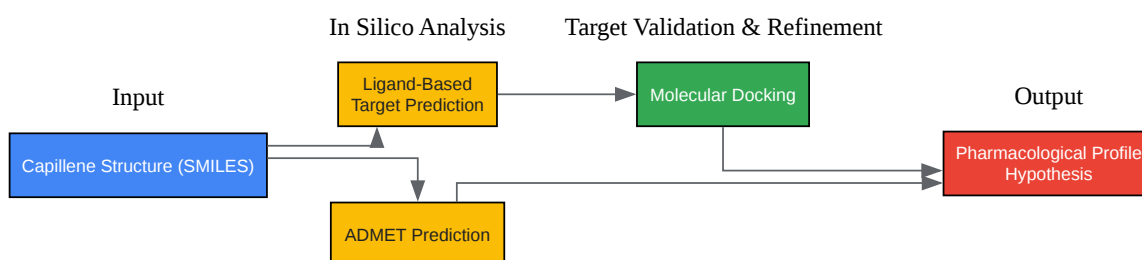 In Silico Analysis
Target Validation & Refinement
Input
Ligand-Based
Target Prediction
Molecular Docking
Output
Capillene Structure (SMILES)
Pharmacological Profile
Hypothesis
ADMET Prediction